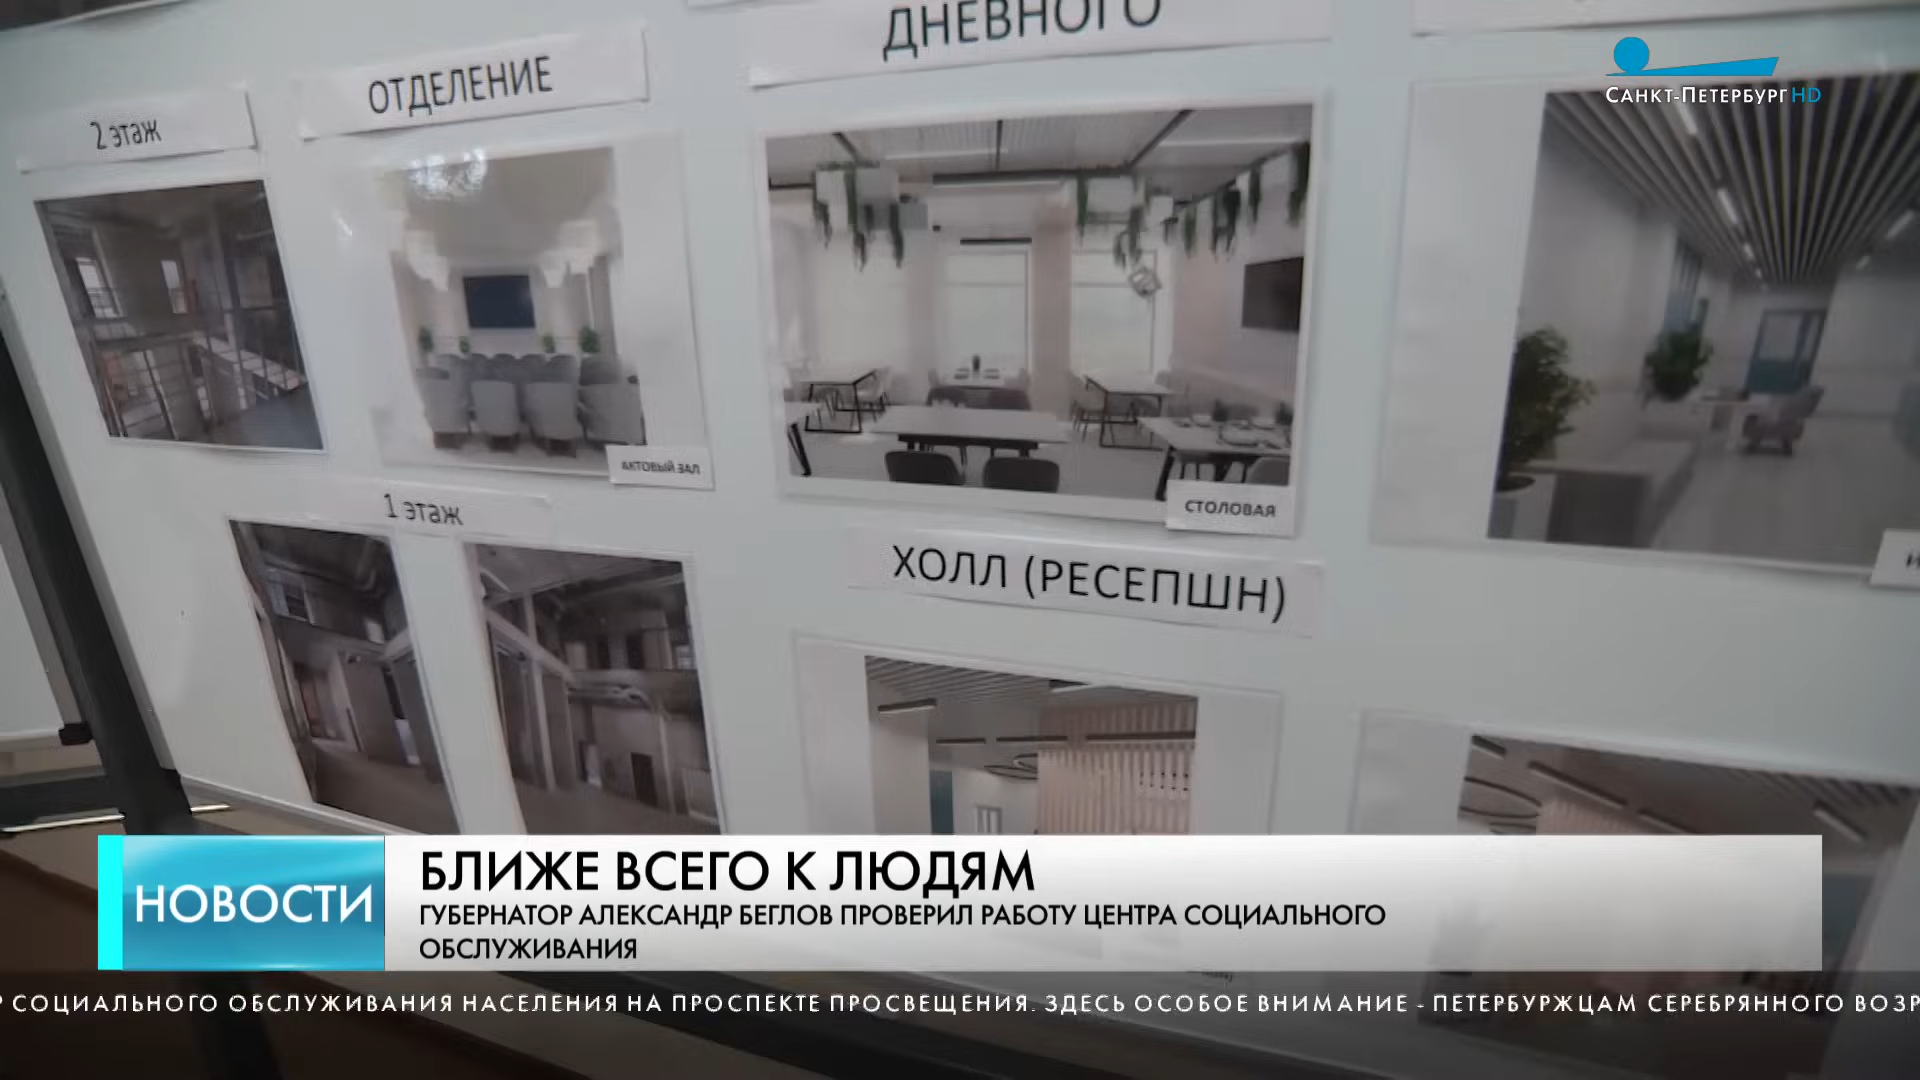 ДНЕВНОГО
ОТДЕЛЕНИЕ
2 этаж
САНКТ-ПЕТЕРБУРГ HD
АКТОВЫЙ ЗАЛ
СТОЛОВАЯ
1 этаж
ХОЛЛ (РЕСЕПШН)
НОВОСТИ
БЛИЖЕ ВСЕГО К ЛЮДЯМ
ГУБЕРНАТОР АЛЕКСАНДР БЕГЛОВ ПРОВЕРИЛ РАБОТУ ЦЕНТРА СОЦИАЛЬНОГО
ОБСЛУЖИВАНИЯ
Р СОЦИАЛЬНОГО ОБСЛУЖИВАНИЯ НАСЕЛЕНИЯ НА ПРОСПЕКТЕ ПРОСВЕЩЕНИЯ. ЗДЕСЬ ОСОБОЕ ВНИМАНИЕ - ПЕТЕРБУРЖЦАМ СЕРЕБРЯННОГО ВОЗР